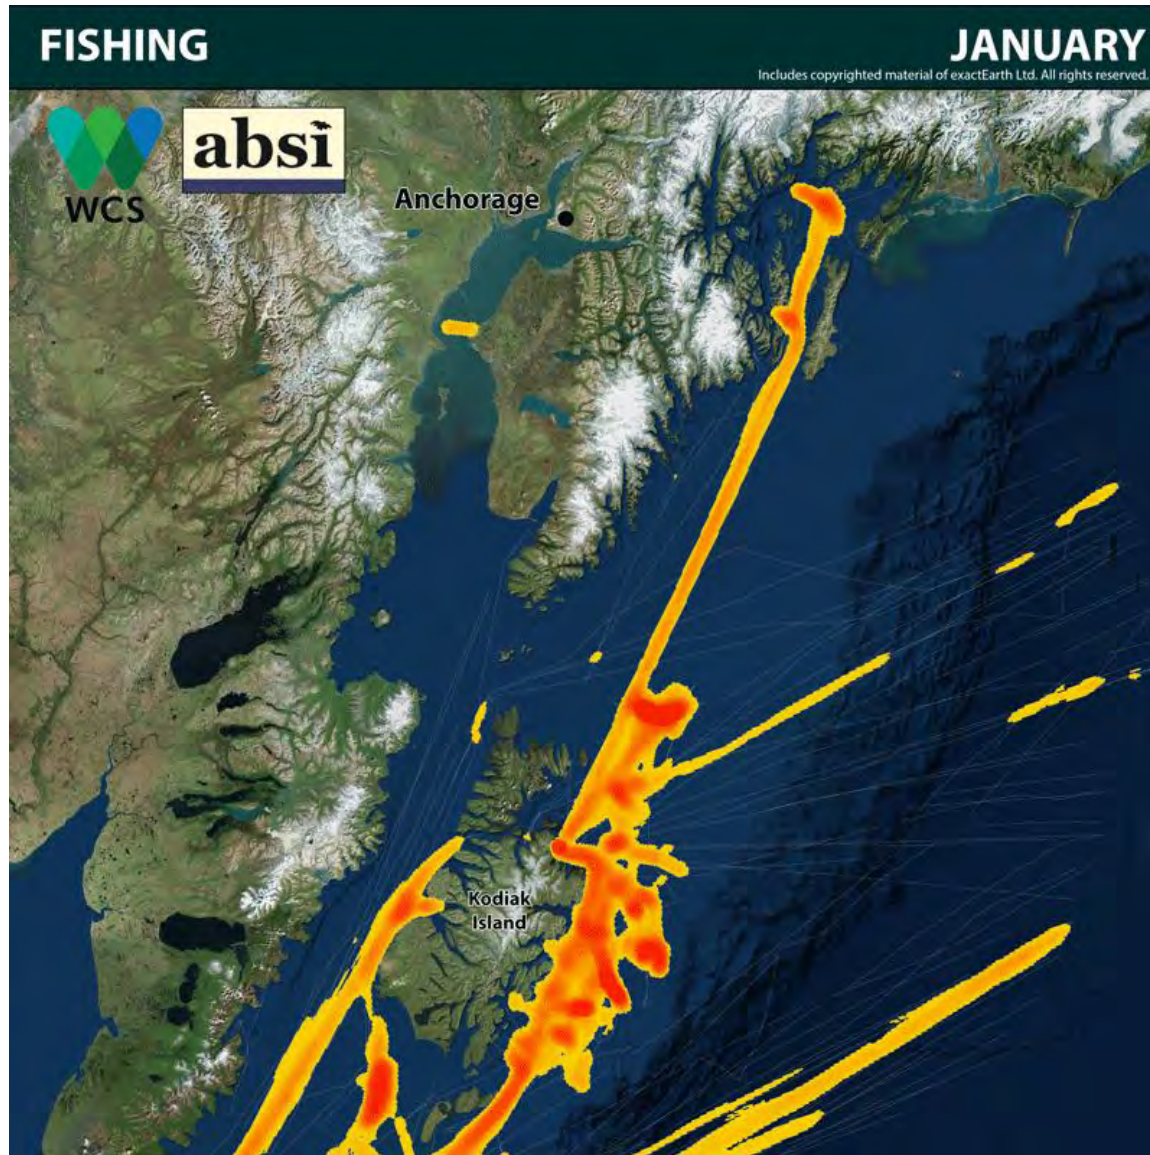 FISHING
JANUARY
Includes copyrighted material of exactEarth Ltd. All rights reserved.
WCS
absi
Anchorage
Kodiak
Island